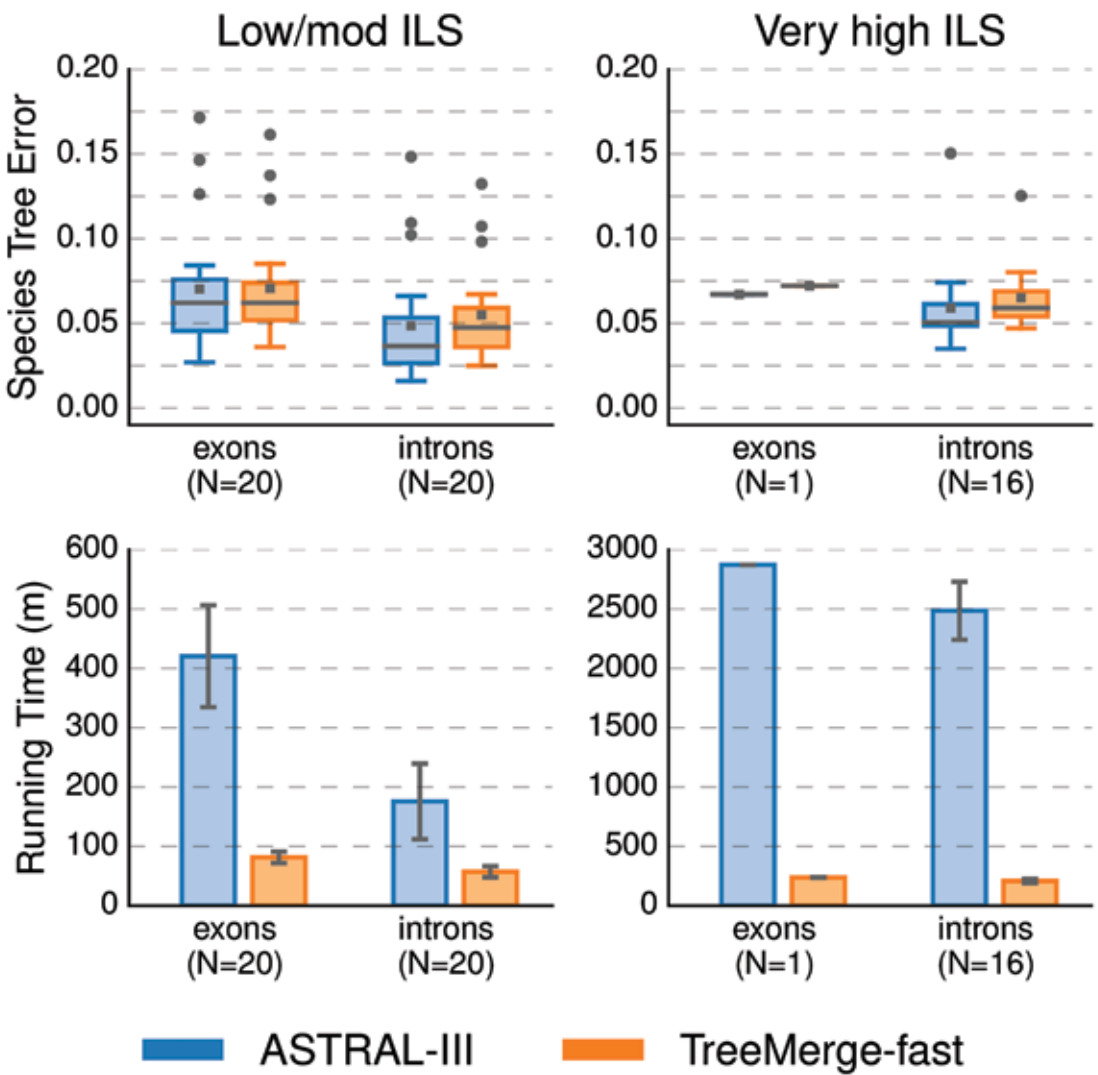 Low/mod ILS
Very high ILS
Species Tree Error
0.20
0.15
0.10
0.05
0.00
exons
(N=20)
introns
(N=20)
0.20
0.15
0.10
0.05
0.00
exons
(N=1)
introns
(N=16)
Running Time (m)
600
500
400
300
200
100
0
exons
(N=20)
introns
(N=20)
3000
2500
2000
1500
1000
500
0
exons
(N=1)
introns
(N=16)
ASTRAL-III
TreeMerge-fast